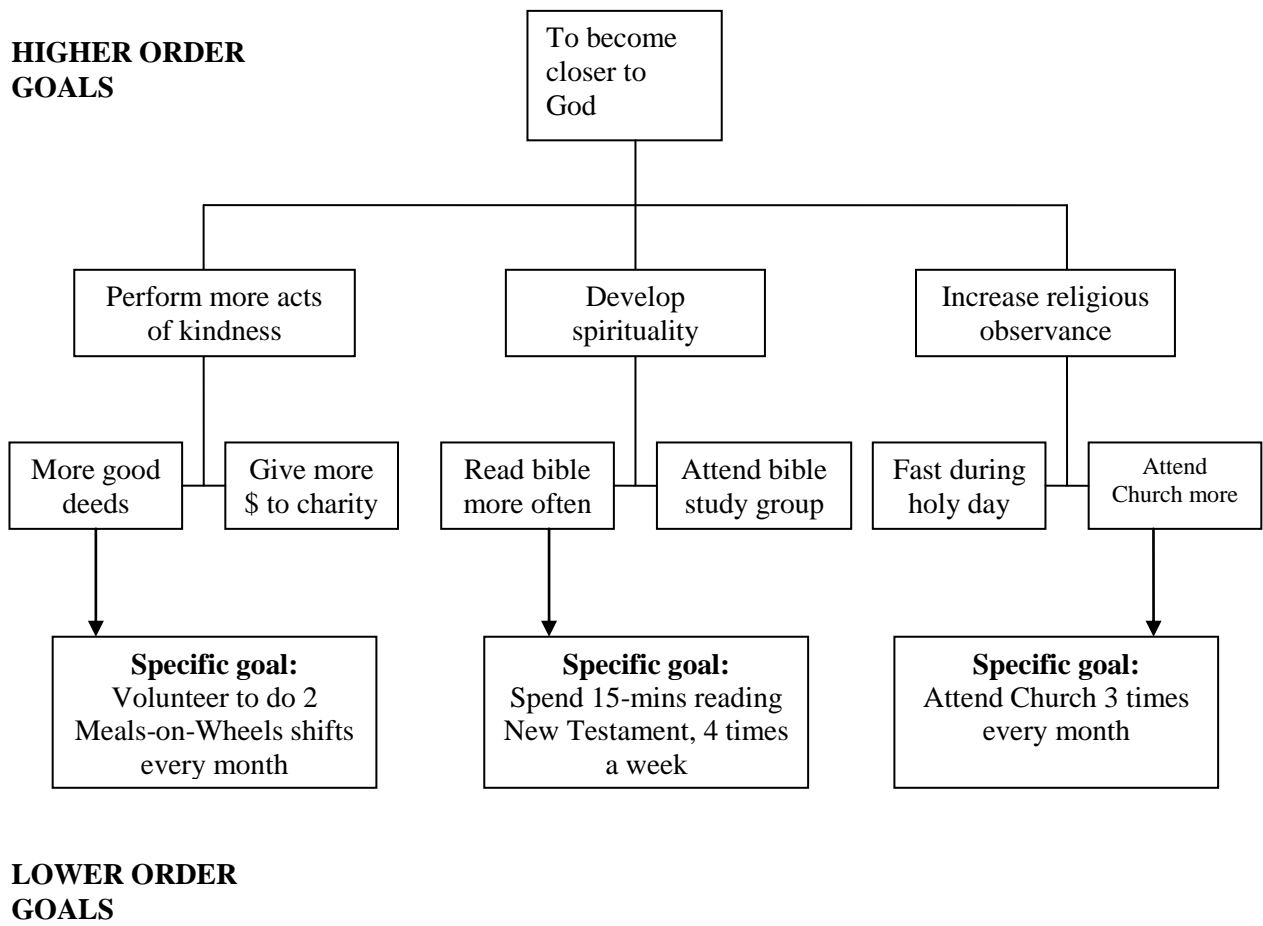 HIGHER ORDER
GOALS
To become
closer to
God
Perform more acts
of kindness
Develop
spirituality
Increase religious
observance
More good
deeds
Give more
$ to charity
Read bible
more often
Attend bible
study group
Fast during
holy day
Attend
Church more
Specific goal:
Volunteer to do 2
Meals-on-Wheels shifts
every month
Specific goal:
Spend 15-mins reading
New Testament, 4 times
a week
Specific goal:
Attend Church 3 times
every month
LOWER ORDER
GOALS